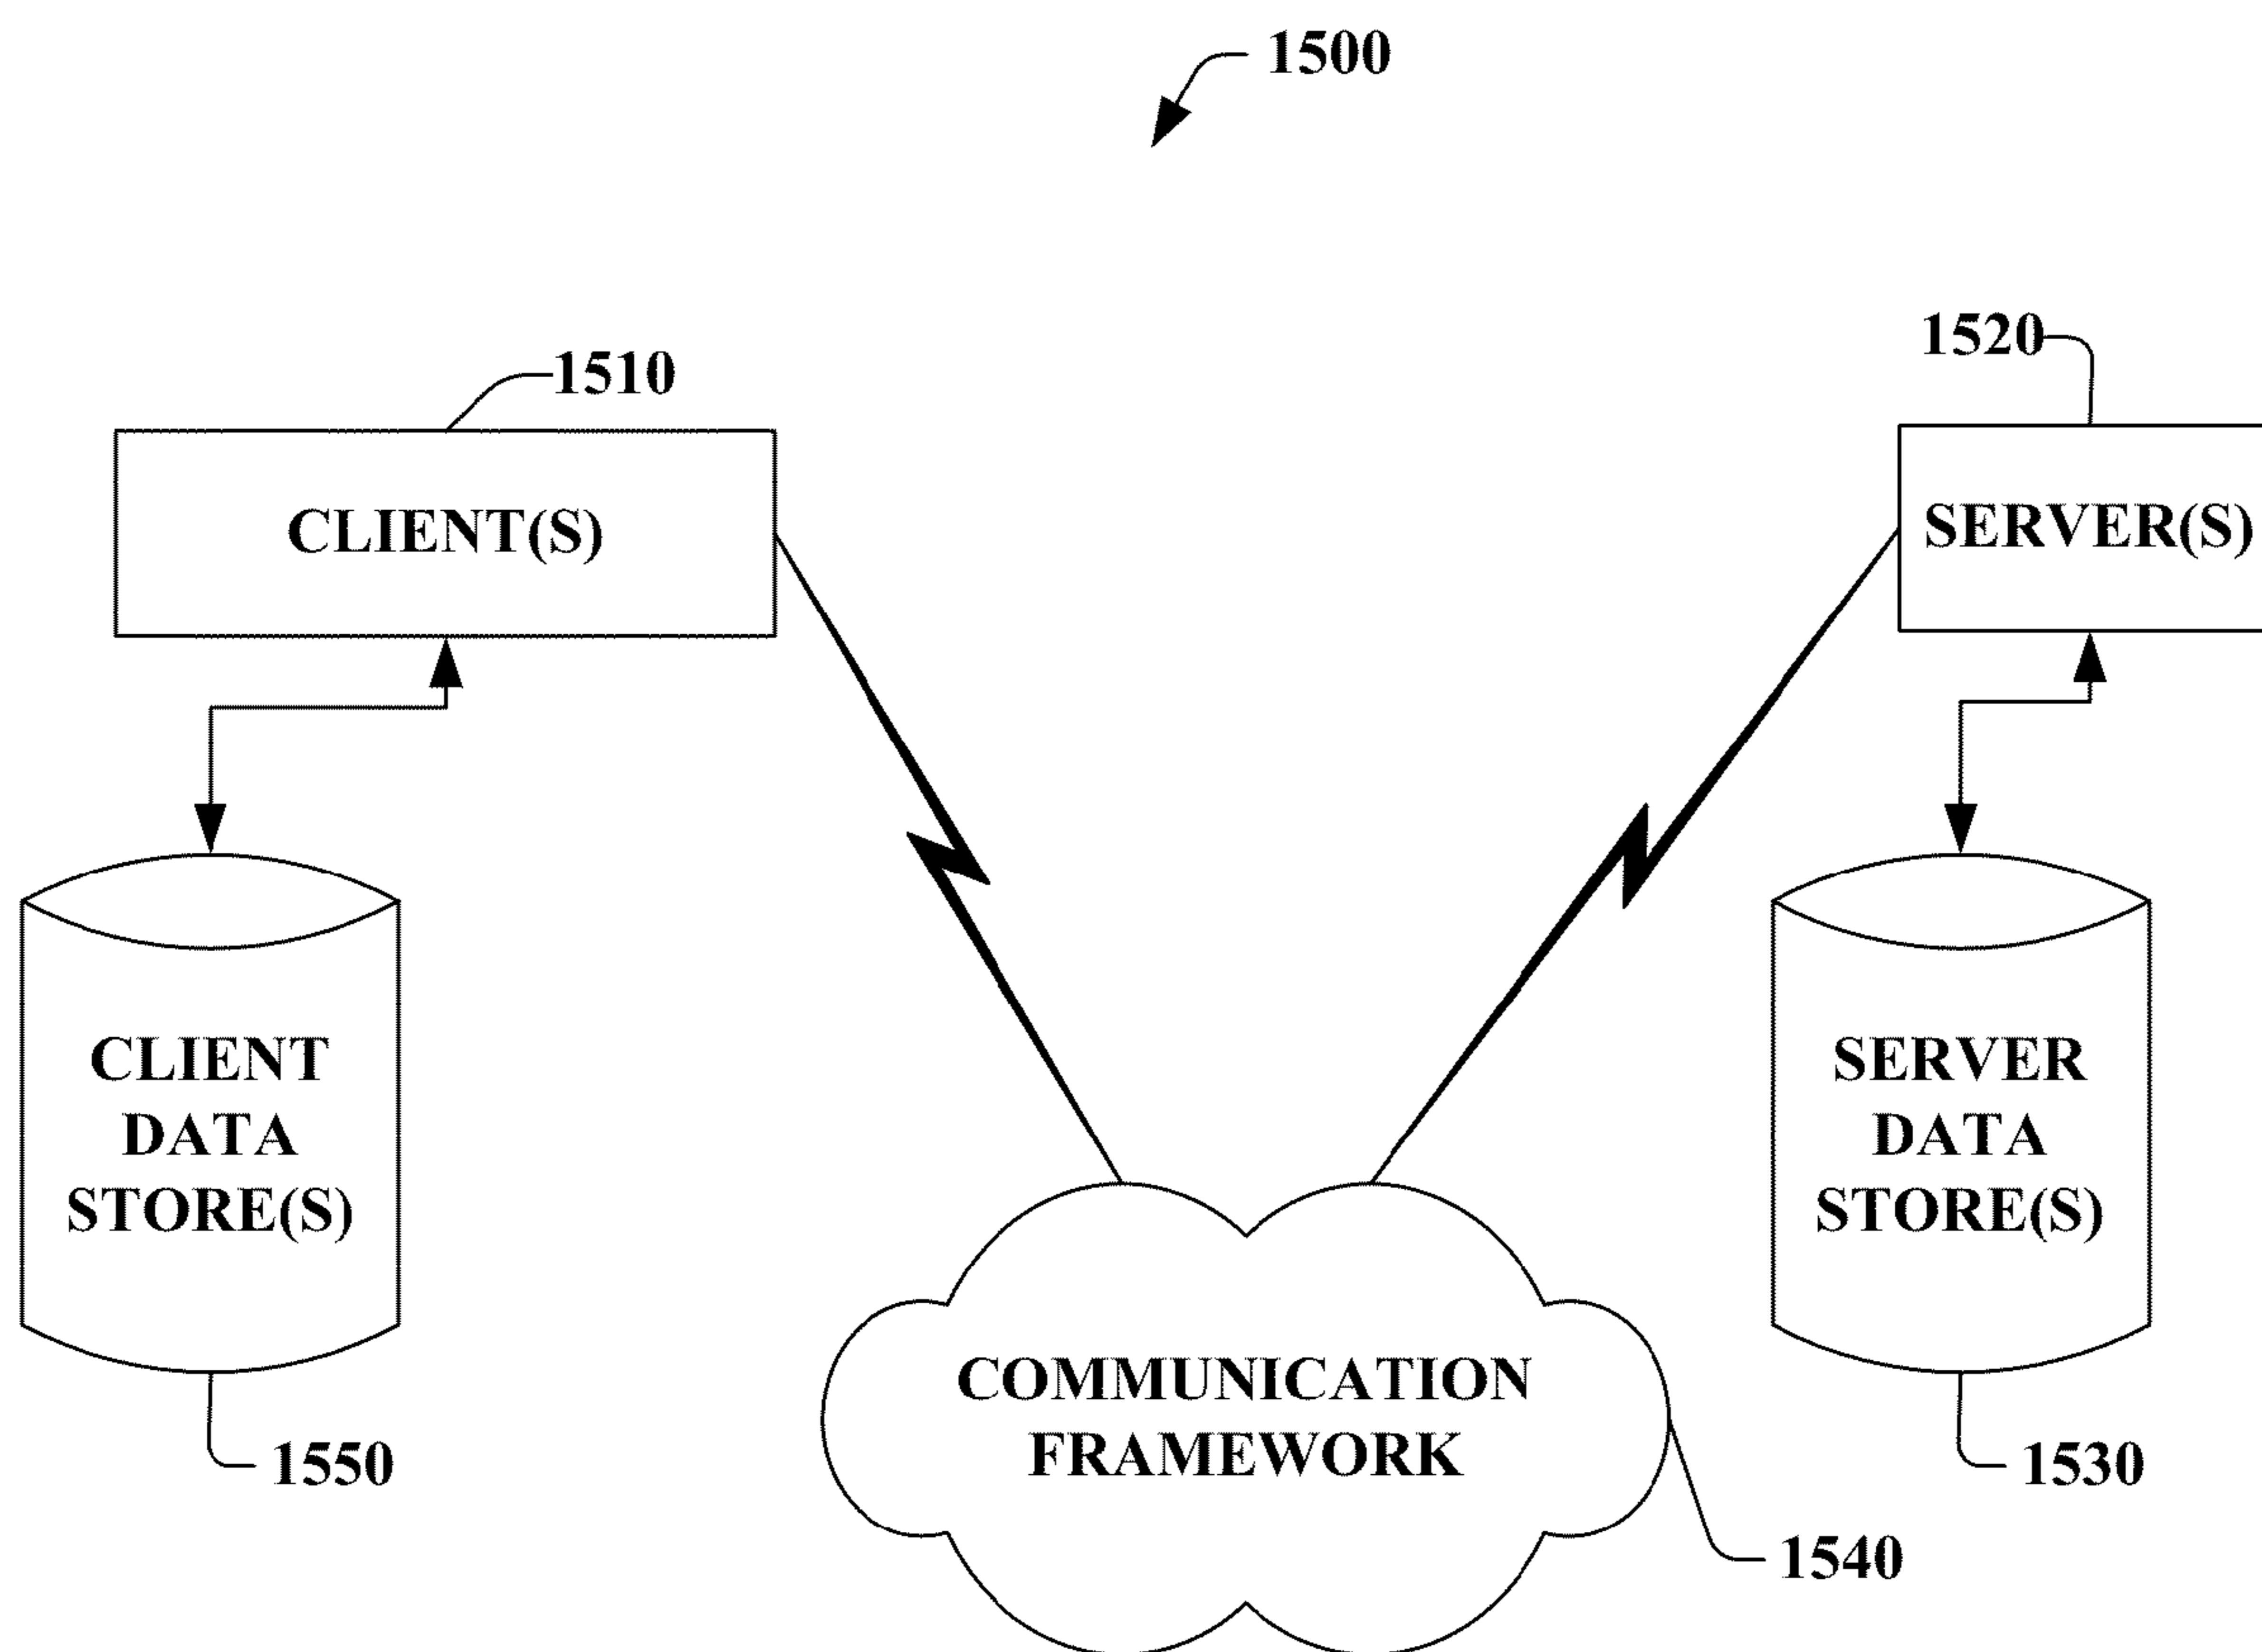 1500
1510
1520
CLIENT(S)
SERVER(S)
CLIENT
DATA
STORE(S)
SERVER
DATA
STORE(S)
COMMUNICATION
FRAMEWORK
1550
1530
1540